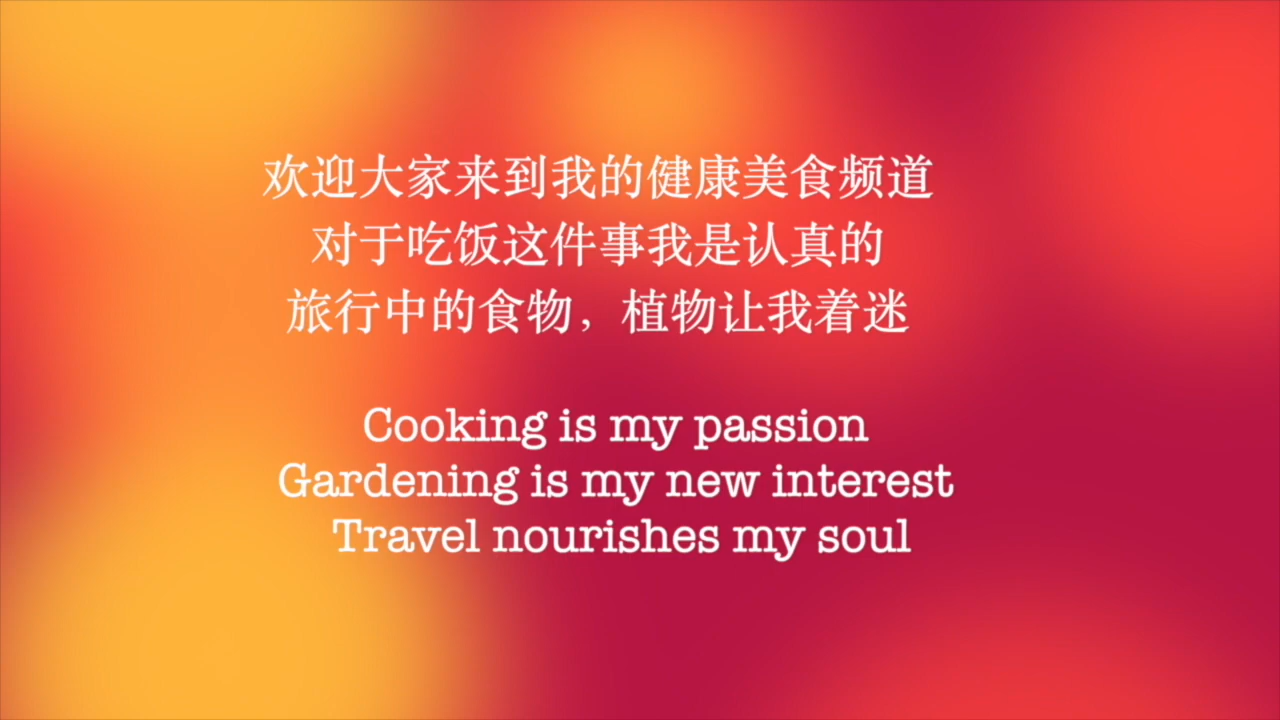 欢迎大家来到我的健康美食频道
对于吃饭这件事我是认真的
旅行中的食物，植物让我着迷
Cooking is my passion
Gardening is my new interest
Travel nourishes my soul